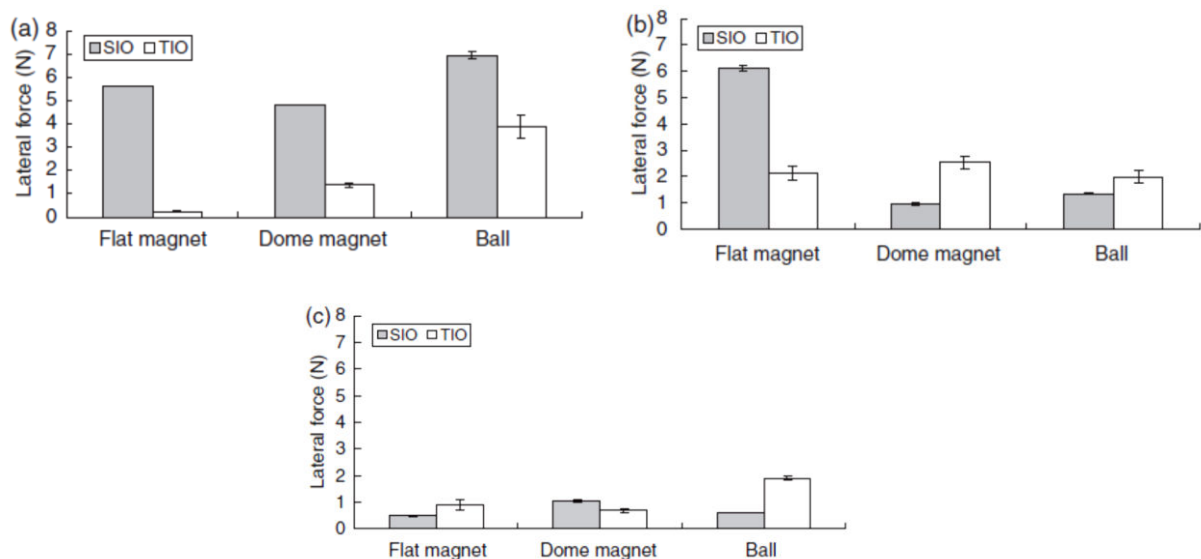 (a)
Lateral force (N)
8
7
6
5
4
3
2
1
0
SIO TIO
Flat magnet Dome magnet Ball
(b)
Lateral force (N)
8
7
6
5
4
3
2
1
0
SIO TIO
Flat magnet Dome magnet Ball
(c)
Lateral force (N)
8
7
6
5
4
3
2
1
0
SIO TIO
Flat magnet Dome magnet Ball